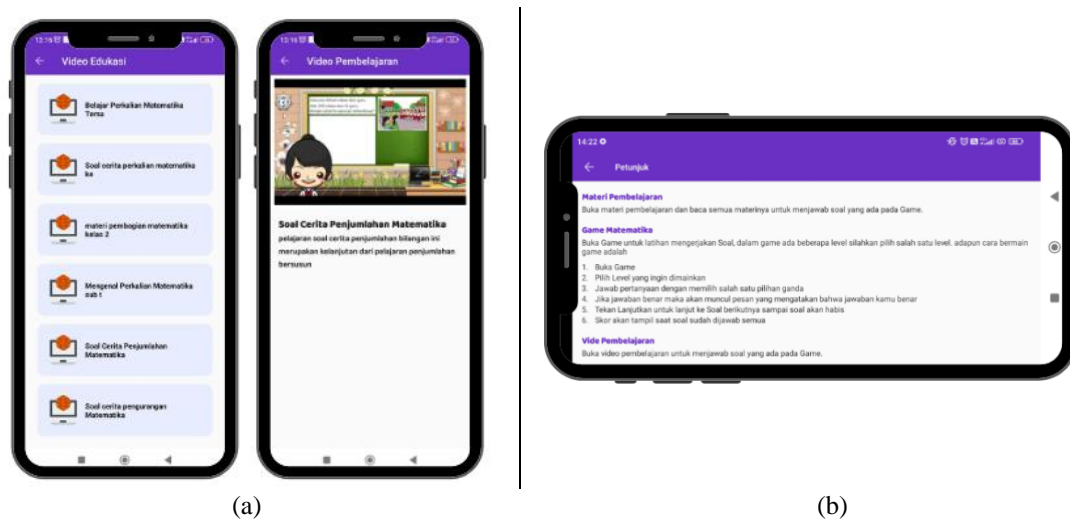 Video Edukasi
Belajar Perkalian Matematika
Soal cerita perkalian matematika
ka
materi pembagian matematika
kelas 2
Mengenal Perkalian Matematika
Soal Cerita Penjumlahan
Matematika
Soal cerita pengurangan
Matematika
Video Pembelajaran
Soal Cerita Penjumlahan Matematika
pelajaran soal cerita penjumlahan bilangan ini
merupakan kelanjutan dari pelajaran penjumlahan
bersusun
(a)
14:22
Petunjuk
Materi Pembelajaran
Buka materi pembelajaran dan baca semua materinya untuk menjawab soal yang ada pada Game.
Game Matematika
Buka Game untuk latihan mengerjakan Soal, dalam game ada beberapa level silahkan pilih salah satu level. adapun cara bermain
game adalah
1. Buka Game
2. Pilih Level yang ingin dimainkan
3. Jawab pertanyaan dengan memilih salah satu pilihan ganda
4. Jika jawaban benar maka akan muncul pesan yang mengatakan bahwa jawaban kamu benar
5. Tekan Lanjutkan untuk lanjut ke Soal berikutnya sampai soal akan habis
6. Skor akan tampil saat soal sudah dijawab semua
Vide Pembelajaran
Buka video pembelajaran untuk menjawab soal yang ada pada Game.
(b)